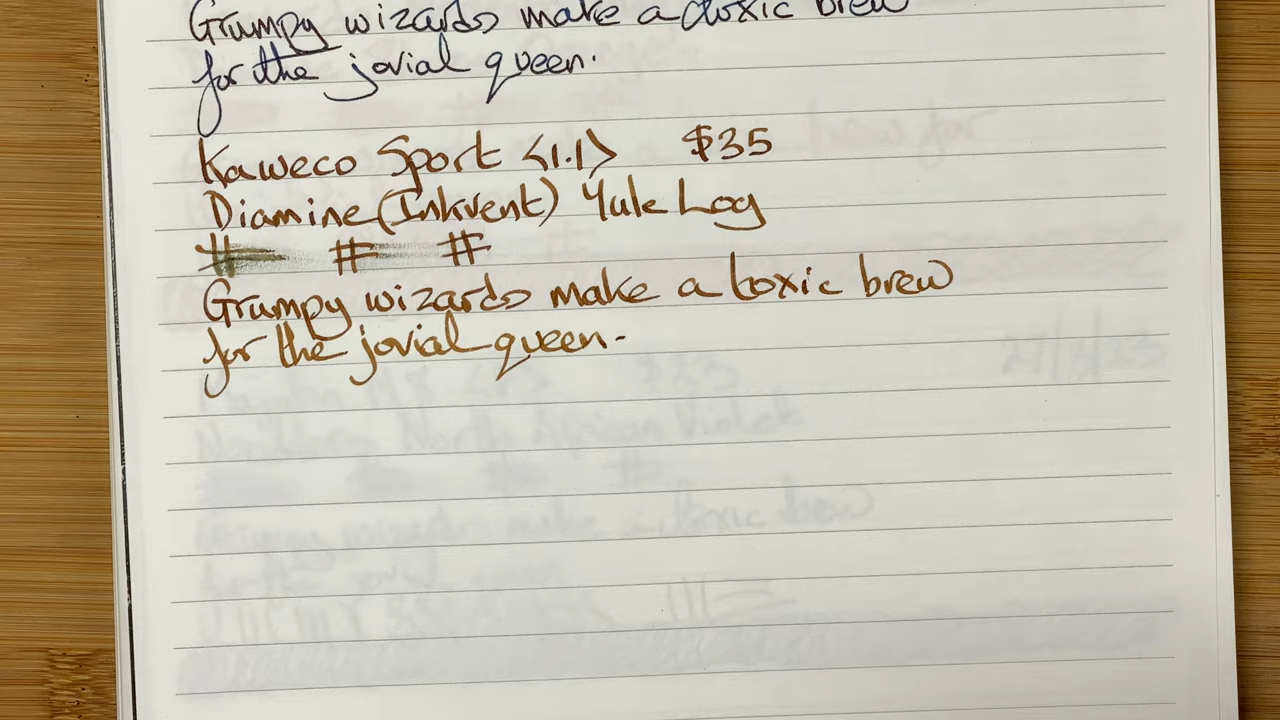 Grumpy wizards make a toxic brew
for the jovial queen.
Kaweco Sport <1.1> $35
Diamine (Inkvent) Yule Log
# # #
Grumpy wizards make a toxic brew
for the jovial queen.